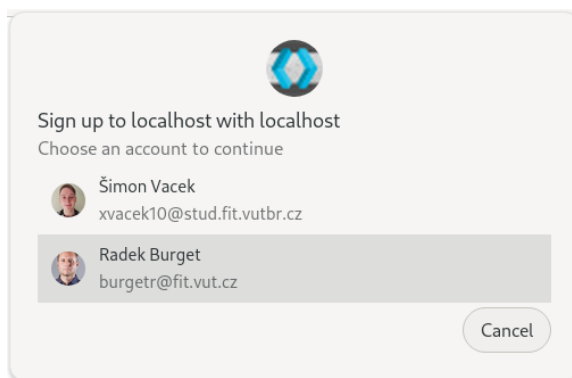 Sign up to localhost with localhost
Choose an account to continue
Šimon Vacek
xvacek10@stud.fit.vutbr.cz
Radek Burget
burgetr@fit.vut.cz
Cancel